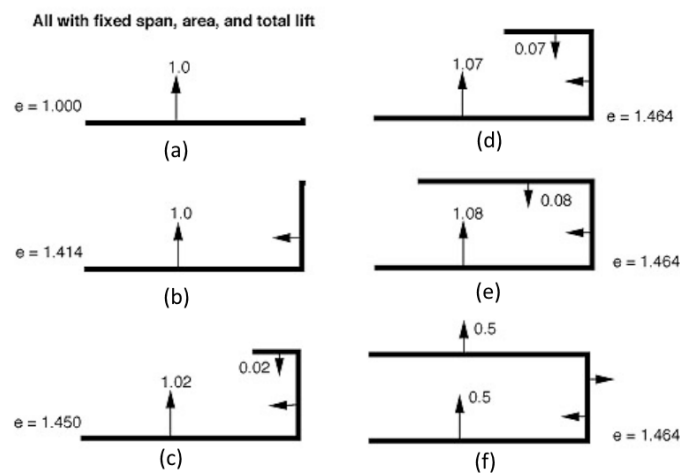 All with fixed span, area, and total lift
1.0
e = 1.000
(a)
1.0
e = 1.414
(b)
0.02
1.02
e = 1.450
(c)
0.07
1.07
e = 1.464
(d)
0.08
1.08
e = 1.464
(e)
0.5
0.5
e = 1.464
(f)